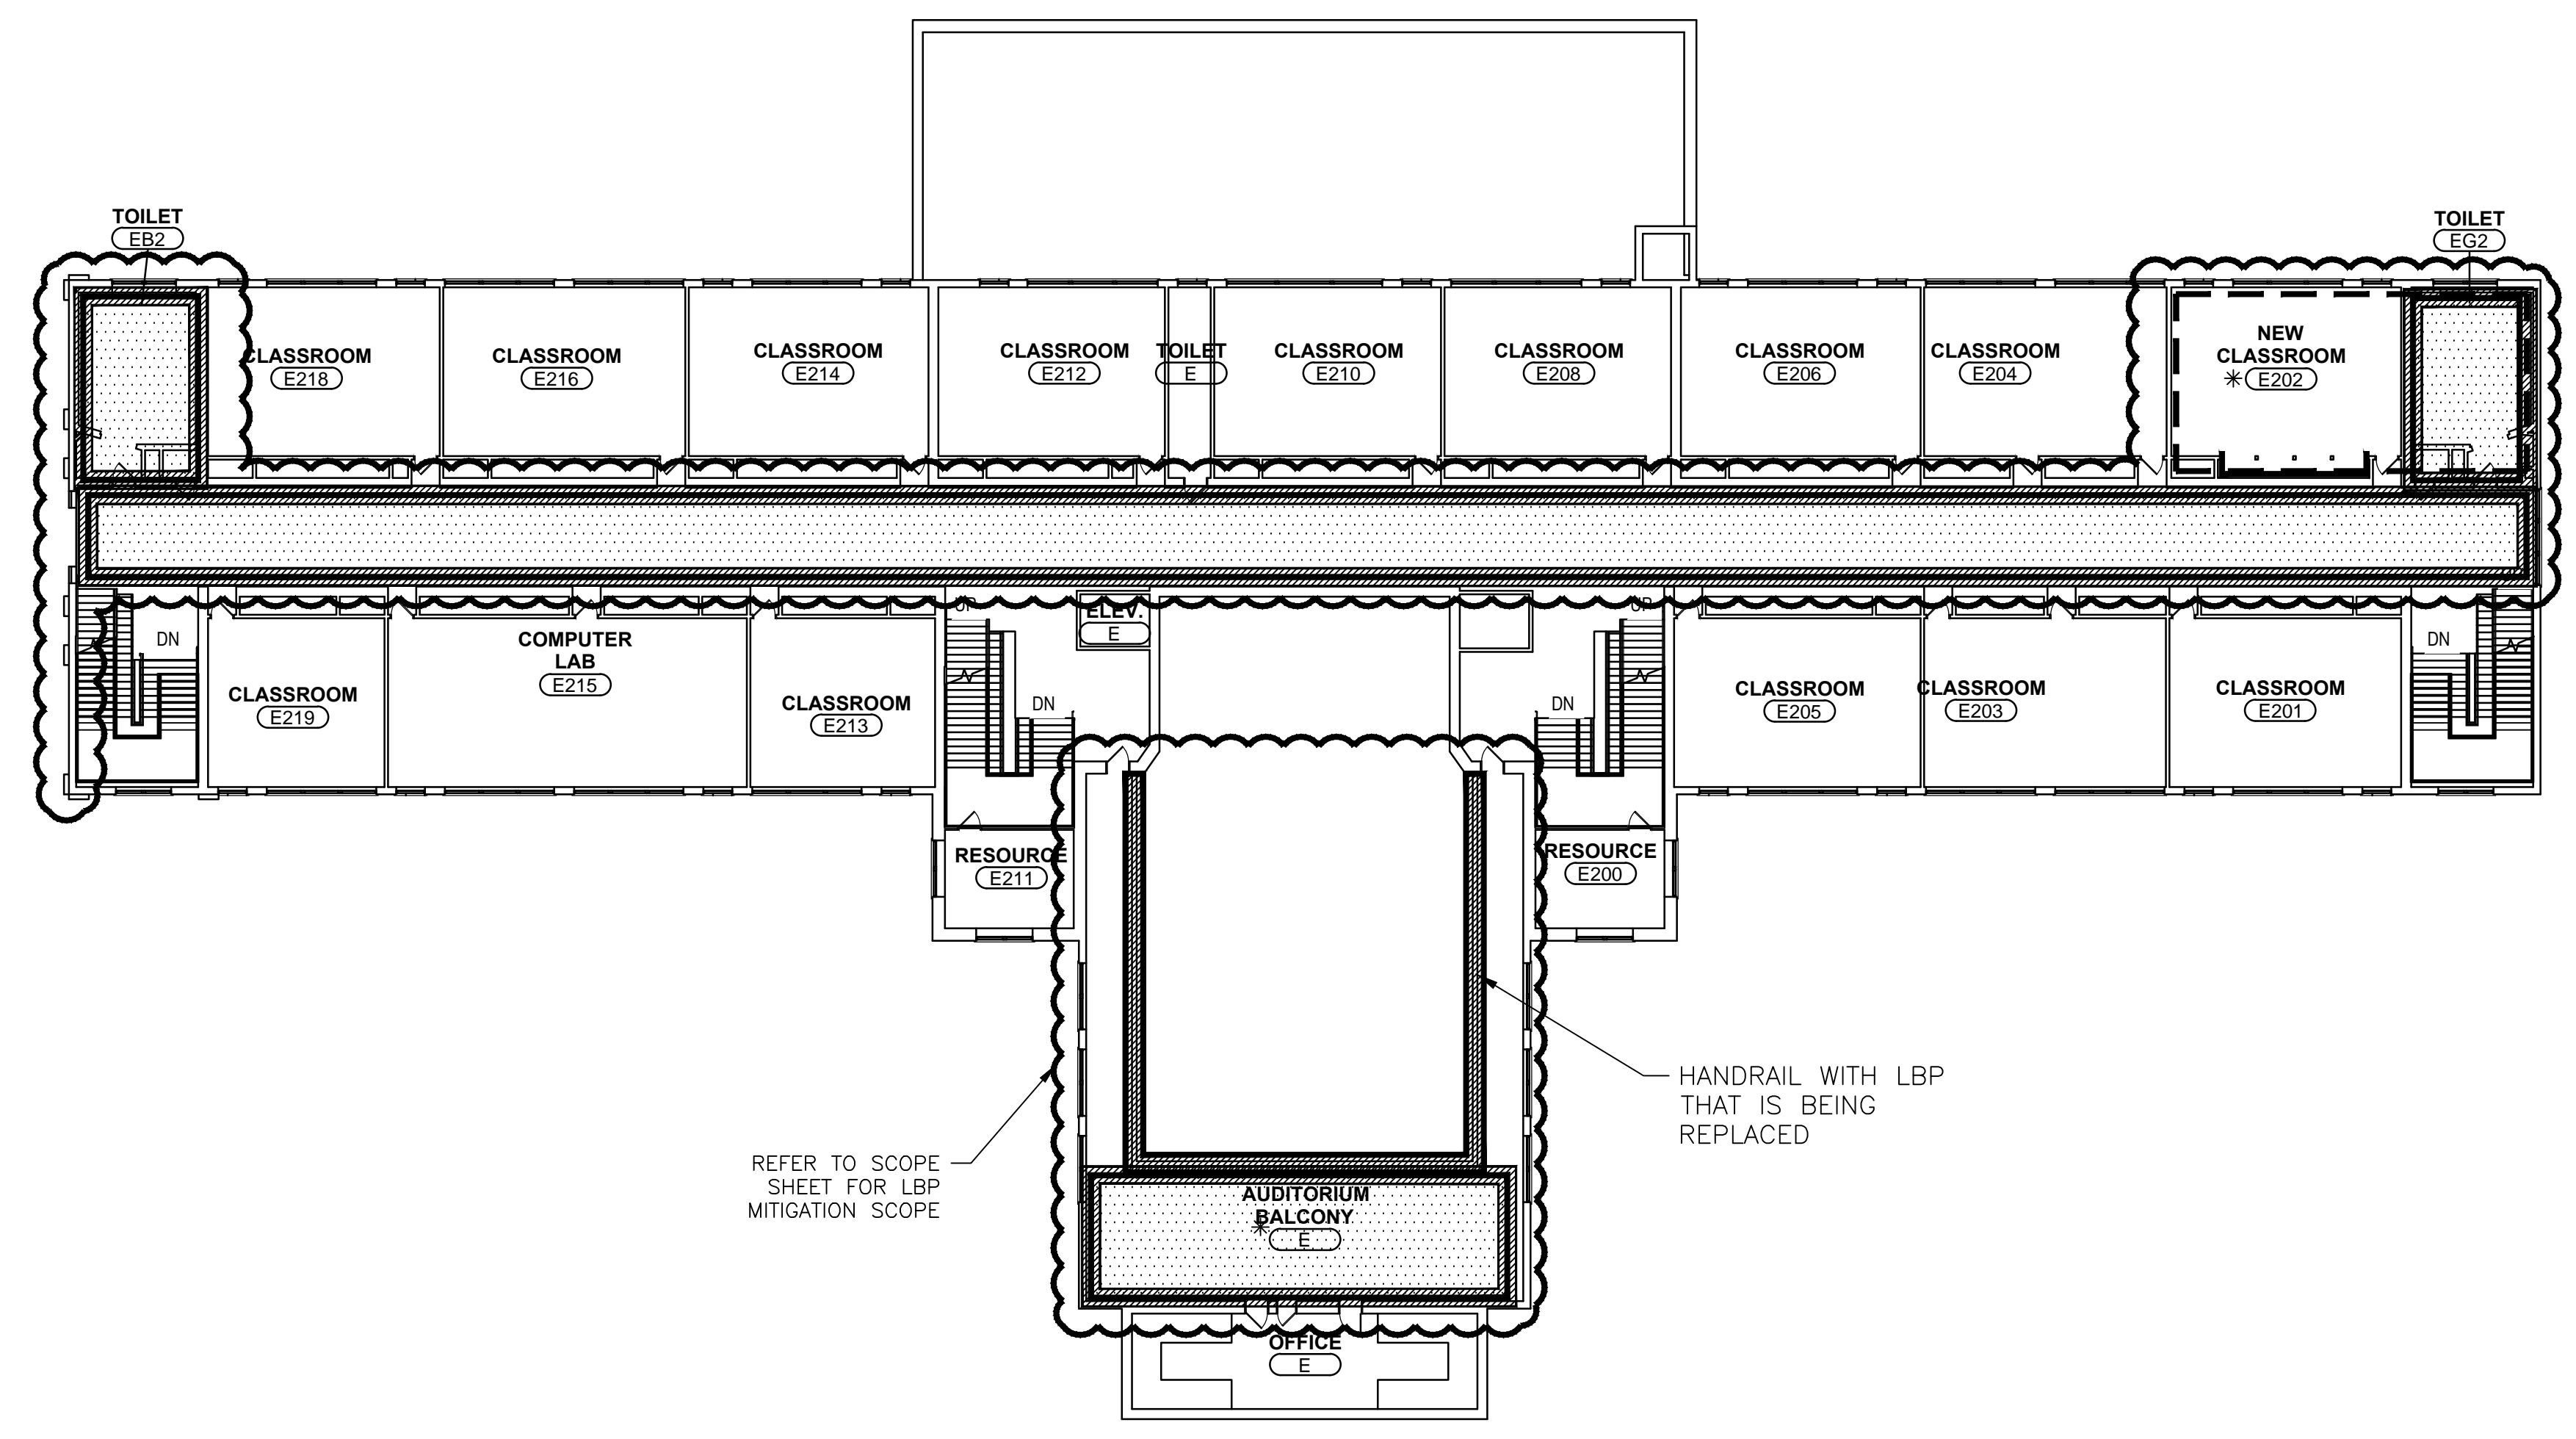 TOILET
EB2
TOILET
EG2
CLASSROOM
E218
CLASSROOM
E216
CLASSROOM
E214
CLASSROOM
E212
TOILET
E
CLASSROOM
E210
CLASSROOM
E208
CLASSROOM
E206
CLASSROOM
E204
NEW
CLASSROOM
* E202
DN
CLASSROOM
E219
COMPUTER
LAB
E215
CLASSROOM
E213
UP
DN
ELEV.
E
UP
DN
CLASSROOM
E205
CLASSROOM
E203
CLASSROOM
E201
DN
RESOURCE
E211
RESOURCE
E200
HANDRAIL WITH LBP
THAT IS BEING
REPLACED
REFER TO SCOPE
SHEET FOR LBP
MITIGATION SCOPE
AUDITORIUM
BALCONY
* E
OFFICE
E